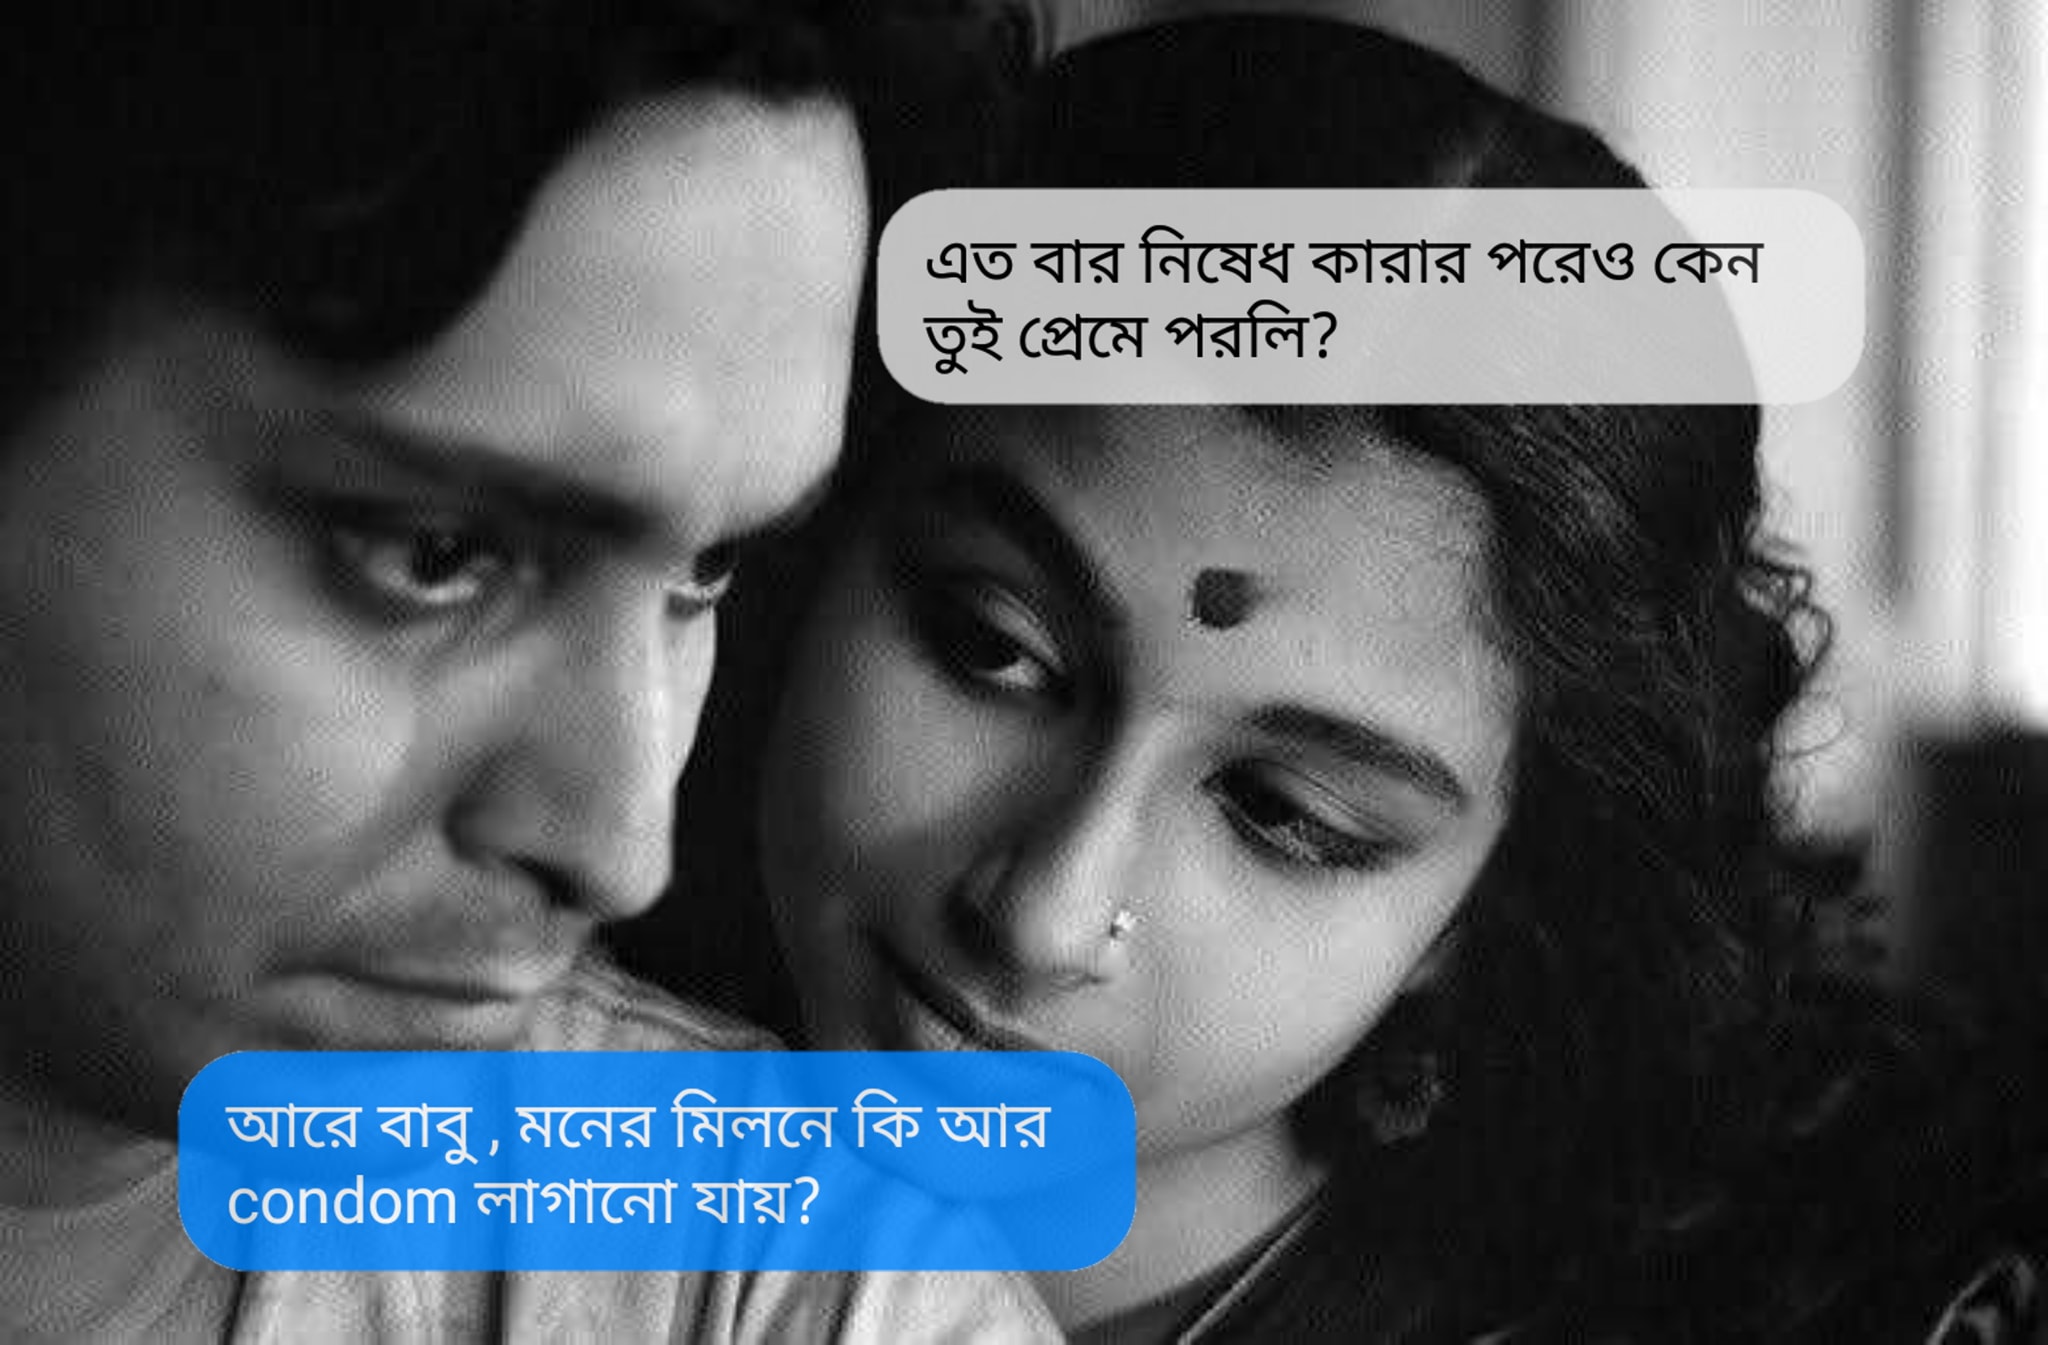 এত বার নিষেধ কারার পরেও কেন
তুই প্রেমে পরলি?
আরে বাবু , মনের মিলনে কি আর
condom লাগানো যায়?